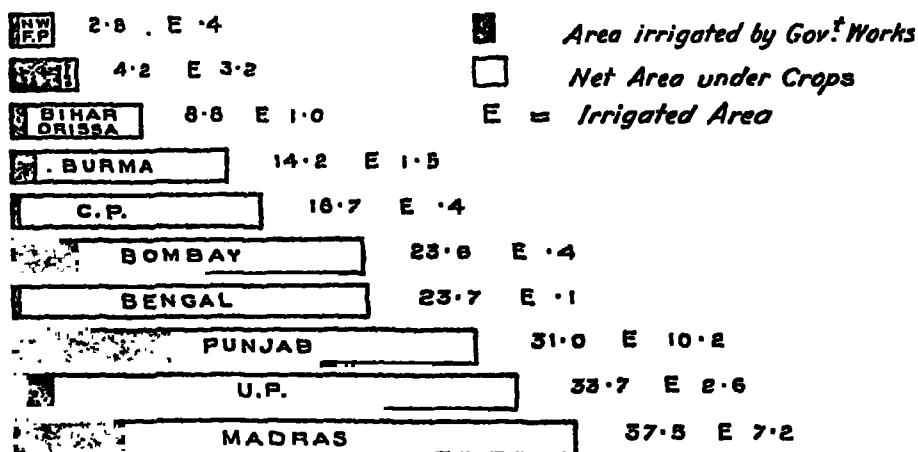 NW F.P 2·8 . E ·4
4·2 E 3·2
BIHAR ORISSA 8·8 E 1·0
. BURMA 14·2 E 1·5
C.P. 16·7 E ·4
BOMBAY 23·6 E ·4
BENGAL 23·7 E ·1
PUNJAB 31·0 E 10·2
U.P. 33·7 E 2·6
MADRAS 37·5 E 7·2
Area irrigated by Gov.t Works
Net Area under Crops
E = Irrigated Area